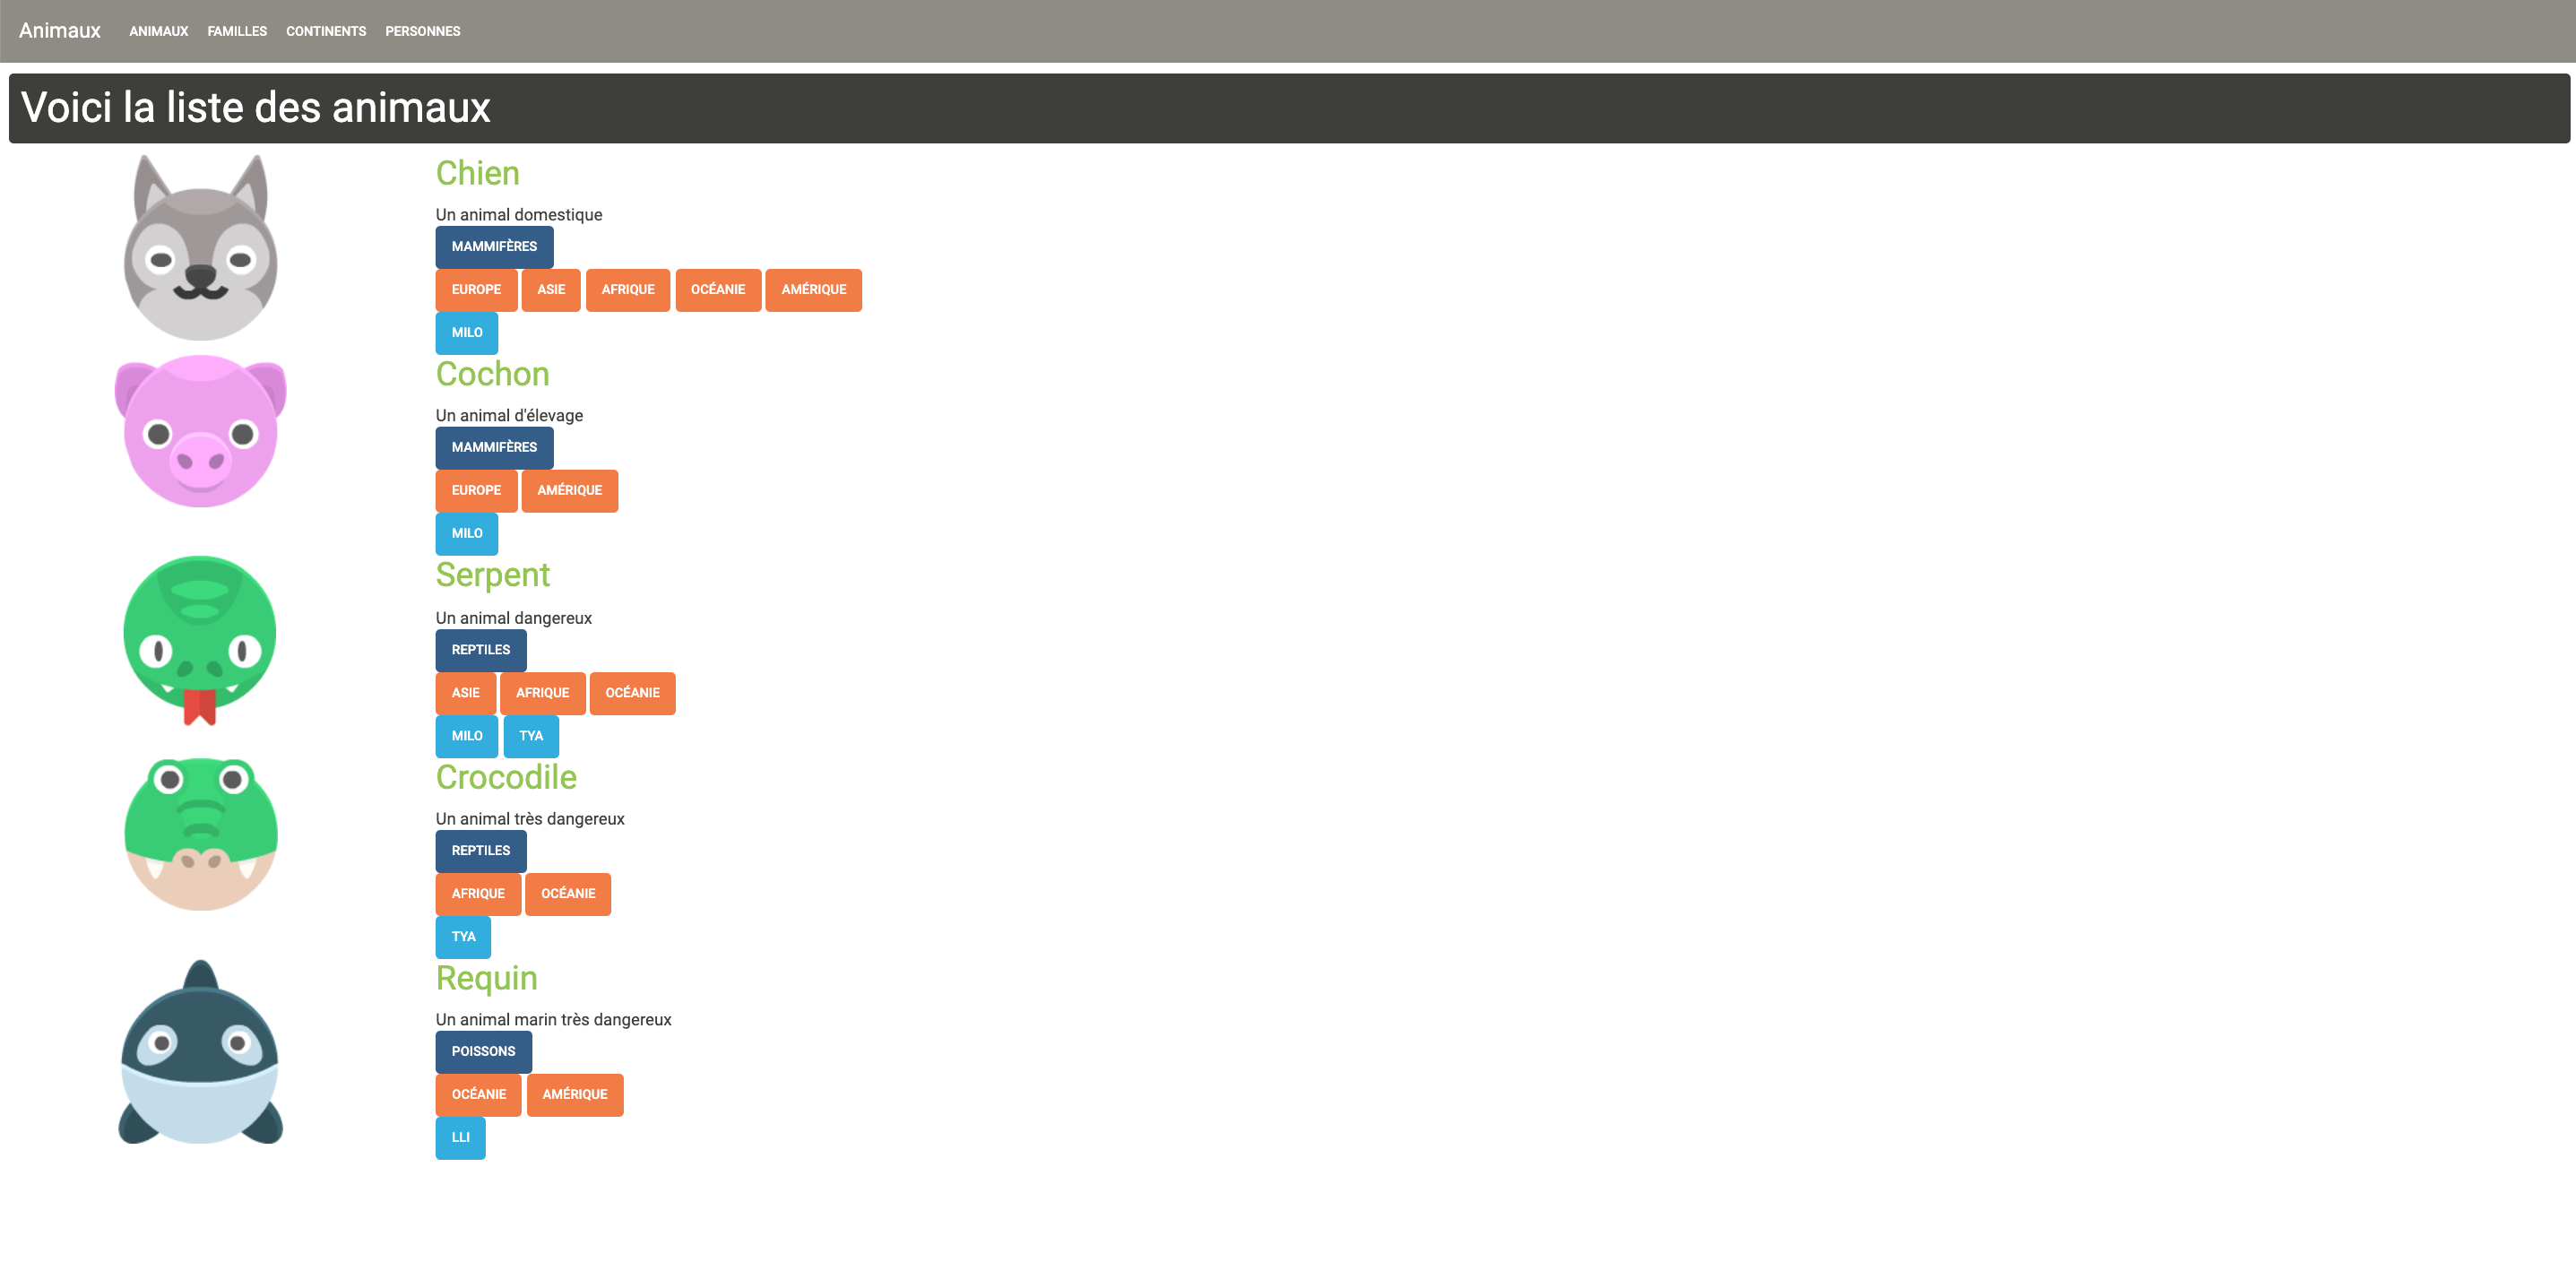 Animaux ANIMAUX FAMILLES CONTINENTS PERSONNES
Voici la liste des animaux
Chien
Un animal domestique
MAMMIFÈRES
EUROPE ASIE AFRIQUE OCÉANIE AMÉRIQUE
MILO
Cochon
Un animal d'élevage
MAMMIFÈRES
EUROPE AMÉRIQUE
MILO
Serpent
Un animal dangereux
REPTILES
ASIE AFRIQUE OCÉANIE
MILO TYA
Crocodile
Un animal très dangereux
REPTILES
AFRIQUE OCÉANIE
TYA
Requin
Un animal marin très dangereux
POISSONS
OCÉANIE AMÉRIQUE
LLI